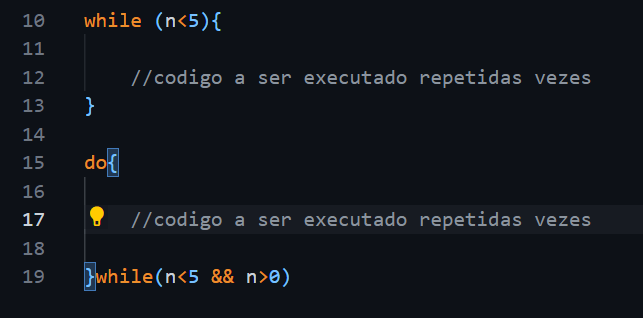 10 while (n<5){
11
12 //codigo a ser executado repetidas vezes
13 }
14
15 do{
16
17 //codigo a ser executado repetidas vezes
18
19 }while(n<5 && n>0)